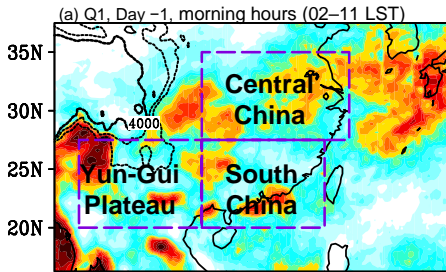 (a) Q1, Day −1, morning hours (02–11 LST)
35N
30N
25N
20N
4000
Central
China
Yun-Gui
Plateau
South
China